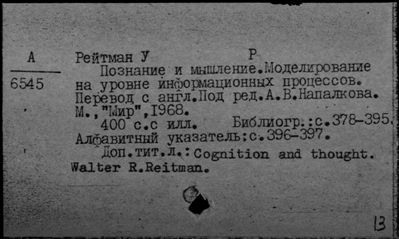 А Рейтман У Р.
6545 Познание и мышление.Моделирование
на уровне информационных процессов.
Перевод с англ.Под ред.А.В.Напалкова.
М.,"Мир",1968.
400 с.с илл. Библиогр.:с.378-395.
Алфавитный указатель:с.396-397.
Доп.тит.л.: Cognition and thought.
Walter R.Reitman.
13